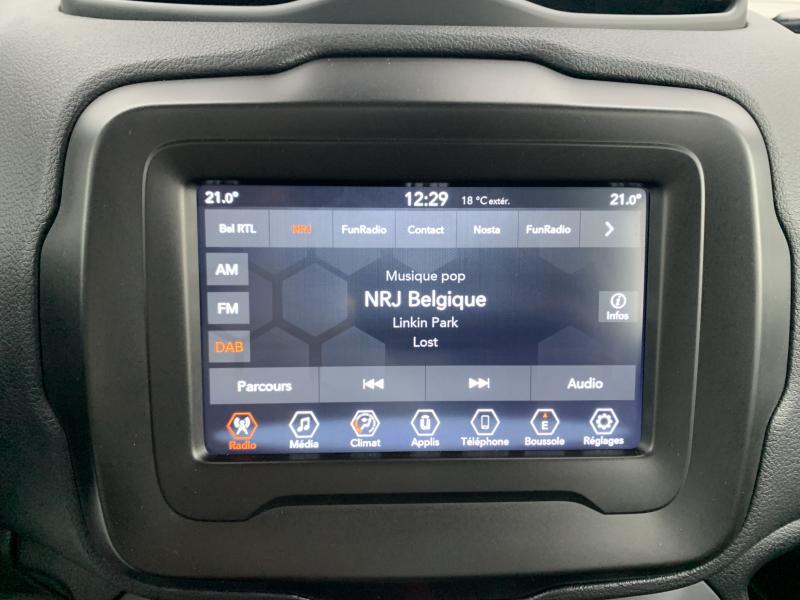 21.0° 12:29 18 °C extér. 21.0°
Bel RTL NRJ FunRadio Contact Nosta FunRadio
AM
Musique pop
NRJ Belgique
FM
Infos
Linkin Park
DAB
Lost
Parcours Audio
Radio Média Climat Applis Téléphone E Boussole Réglages